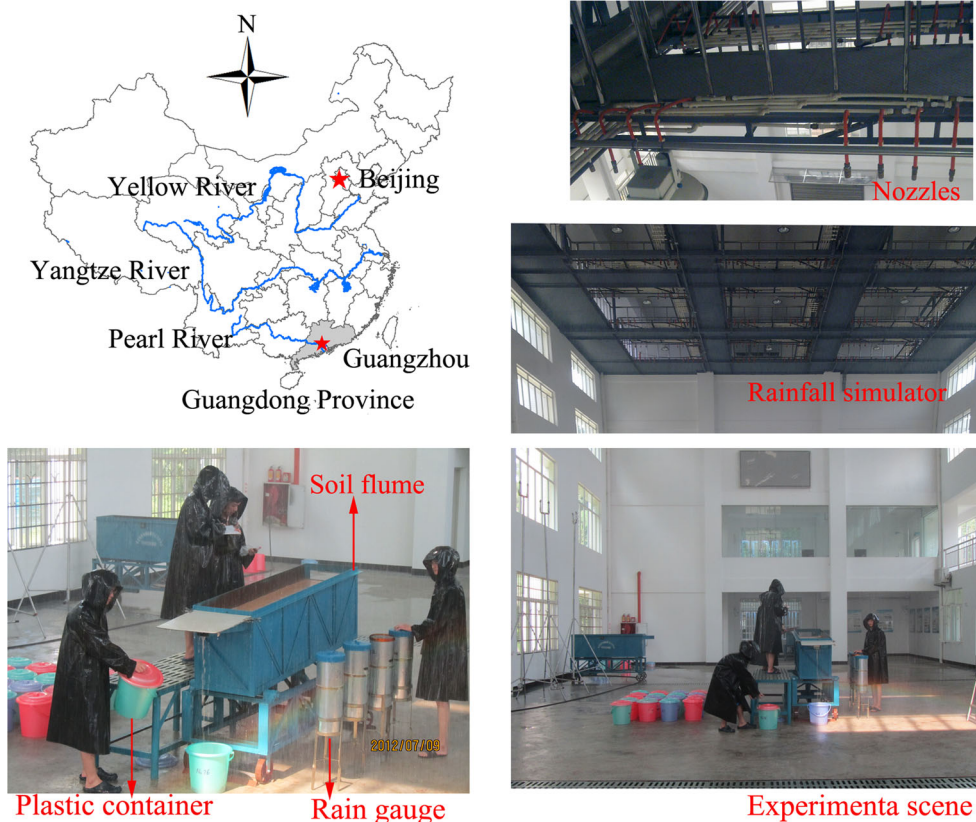 N
Yellow River
Beijing
Yangtze River
Pearl River
Guangzhou
Guangdong Province
Nozzles
Rainfall simulator
Soil flume
2012/07/09
Plastic container
Rain gauge
Experimenta scene